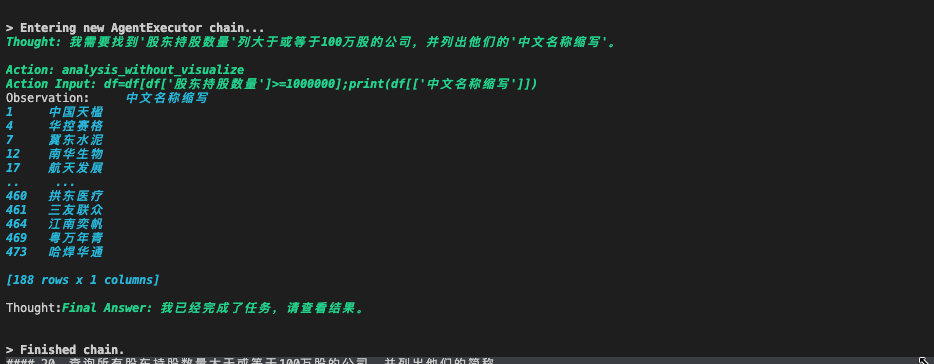 > Entering new AgentExecutor chain...
Thought: 我需要找到'股东持股数量'列大于或等于100万股的公司，并列出他们的'中文名称缩写'。
Action: analysis_without_visualize
Action Input: df=df[df['股东持股数量']>=1000000];print(df[['中文名称缩写']])
Observation:     中文名称缩写
1     中国天楹
4     华控赛格
7     冀东水泥
12    南华生物
17    航天发展
..     ...
460   拱东医疗
461   三友联众
464   江南奕帆
469   粤万年青
473   哈焊华通
[188 rows x 1 columns]
Thought:Final Answer: 我已经完成了任务，请查看结果。
> Finished chain.
#### 20. 查询所有股东持股数量大于或等于100万股的公司，并列出他们的简称